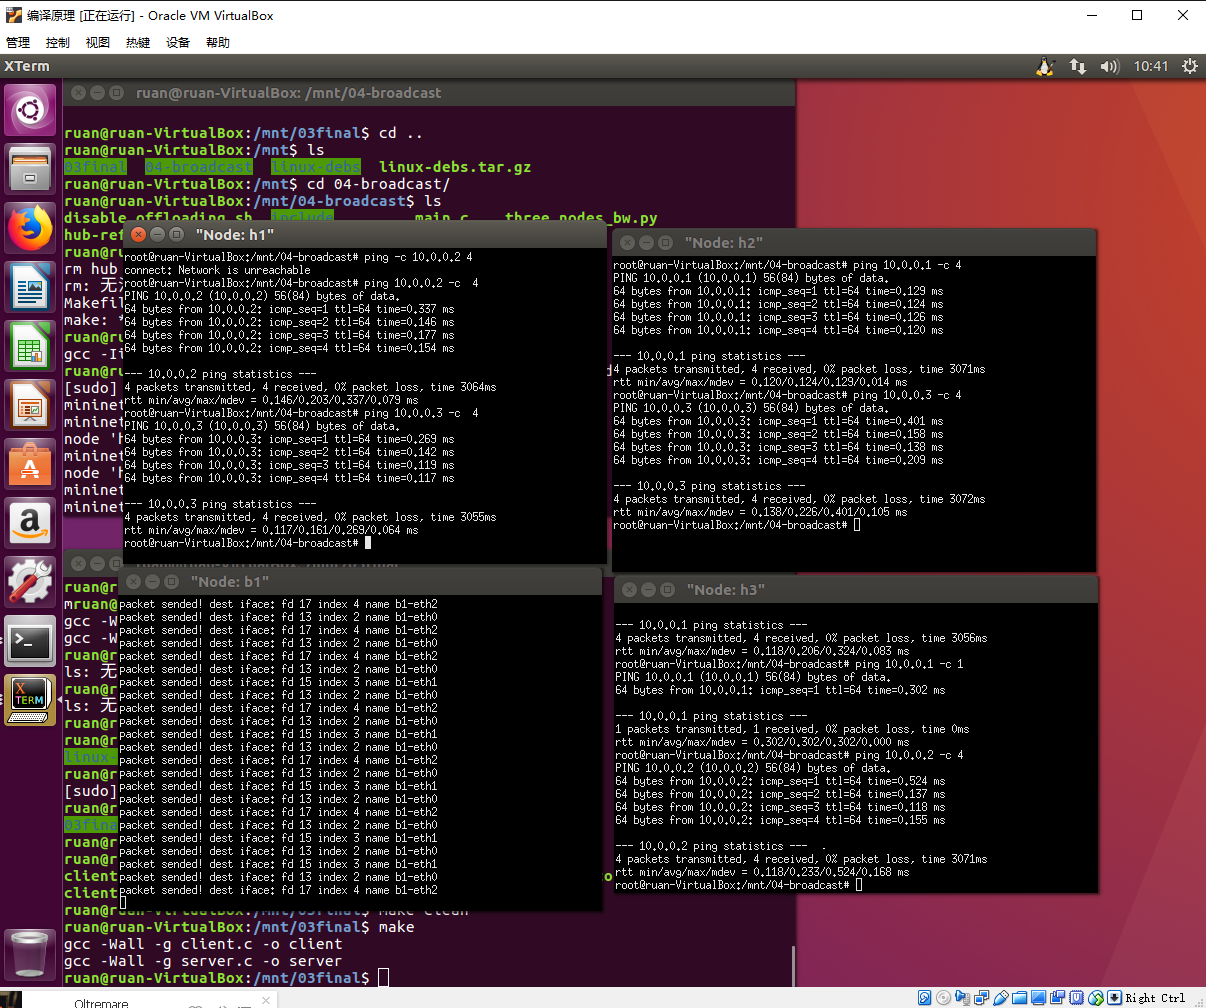 编译原理 [正在运行] - Oracle VM VirtualBox
管理 控制 视图 热键 设备 帮助
XTerm 10:41
ruan@ruan-VirtualBox: /mnt/04-broadcast
ruan@ruan-VirtualBox:/mnt/03final$ cd ..
ruan@ruan-VirtualBox:/mnt$ ls
03final 04-broadcast linux-debs linux-debs.tar.gz
ruan@ruan-VirtualBox:/mnt$ cd 04-broadcast/
ruan@ruan-VirtualBox:/mnt/04-broadcast$ ls
disable_offloading.sh include main.c three_nodes_bw.py
hub-ref
ruan@
rm hub
rm: 无
Makefil
make: *
ruan@r
gcc -Ii
ruan@r
[sudo]
mininet
mininet
node 'h
mininet
node 'h
mininet
mininet
"Node: h1"
root@ruan-VirtualBox:/mnt/04-broadcast# ping -c 10.0.0.2 4
connect: Network is unreachable
root@ruan-VirtualBox:/mnt/04-broadcast# ping 10.0.0.2 -c  4
PING 10.0.0.2 (10.0.0.2) 56(84) bytes of data.
64 bytes from 10.0.0.2: icmp_seq=1 ttl=64 time=0.337 ms
64 bytes from 10.0.0.2: icmp_seq=2 ttl=64 time=0.146 ms
64 bytes from 10.0.0.2: icmp_seq=3 ttl=64 time=0.177 ms
64 bytes from 10.0.0.2: icmp_seq=4 ttl=64 time=0.154 ms
--- 10.0.0.2 ping statistics ---
4 packets transmitted, 4 received, 0% packet loss, time 3064ms
rtt min/avg/max/mdev = 0.146/0.203/0.337/0.079 ms
root@ruan-VirtualBox:/mnt/04-broadcast# ping 10.0.0.3 -c  4
PING 10.0.0.3 (10.0.0.3) 56(84) bytes of data.
64 bytes from 10.0.0.3: icmp_seq=1 ttl=64 time=0.269 ms
64 bytes from 10.0.0.3: icmp_seq=2 ttl=64 time=0.142 ms
64 bytes from 10.0.0.3: icmp_seq=3 ttl=64 time=0.119 ms
64 bytes from 10.0.0.3: icmp_seq=4 ttl=64 time=0.117 ms
--- 10.0.0.3 ping statistics ---
4 packets transmitted, 4 received, 0% packet loss, time 3055ms
rtt min/avg/max/mdev = 0.117/0.161/0.269/0.064 ms
root@ruan-VirtualBox:/mnt/04-broadcast#
"Node: h2"
root@ruan-VirtualBox:/mnt/04-broadcast# ping 10.0.0.1 -c 4
PING 10.0.0.1 (10.0.0.1) 56(84) bytes of data.
64 bytes from 10.0.0.1: icmp_seq=1 ttl=64 time=0.129 ms
64 bytes from 10.0.0.1: icmp_seq=2 ttl=64 time=0.124 ms
64 bytes from 10.0.0.1: icmp_seq=3 ttl=64 time=0.126 ms
64 bytes from 10.0.0.1: icmp_seq=4 ttl=64 time=0.120 ms
--- 10.0.0.1 ping statistics ---
4 packets transmitted, 4 received, 0% packet loss, time 3071ms
rtt min/avg/max/mdev = 0.120/0.124/0.129/0.014 ms
root@ruan-VirtualBox:/mnt/04-broadcast# ping 10.0.0.3 -c 4
PING 10.0.0.3 (10.0.0.3) 56(84) bytes of data.
64 bytes from 10.0.0.3: icmp_seq=1 ttl=64 time=0.401 ms
64 bytes from 10.0.0.3: icmp_seq=2 ttl=64 time=0.158 ms
64 bytes from 10.0.0.3: icmp_seq=3 ttl=64 time=0.138 ms
64 bytes from 10.0.0.3: icmp_seq=4 ttl=64 time=0.209 ms
--- 10.0.0.3 ping statistics ---
4 packets transmitted, 4 received, 0% packet loss, time 3072ms
rtt min/avg/max/mdev = 0.138/0.226/0.401/0.105 ms
root@ruan-VirtualBox:/mnt/04-broadcast#
"Node: b1"
packet sended! dest iface: fd 17 index 4 name b1-eth2
packet sended! dest iface: fd 13 index 2 name b1-eth0
packet sended! dest iface: fd 17 index 4 name b1-eth2
packet sended! dest iface: fd 13 index 2 name b1-eth0
packet sended! dest iface: fd 17 index 4 name b1-eth2
packet sended! dest iface: fd 13 index 2 name b1-eth0
packet sended! dest iface: fd 15 index 3 name b1-eth1
packet sended! dest iface: fd 13 index 2 name b1-eth0
packet sended! dest iface: fd 17 index 4 name b1-eth2
packet sended! dest iface: fd 13 index 2 name b1-eth0
packet sended! dest iface: fd 15 index 3 name b1-eth1
packet sended! dest iface: fd 13 index 2 name b1-eth0
packet sended! dest iface: fd 17 index 4 name b1-eth2
packet sended! dest iface: fd 13 index 2 name b1-eth0
packet sended! dest iface: fd 15 index 3 name b1-eth1
packet sended! dest iface: fd 13 index 2 name b1-eth0
packet sended! dest iface: fd 17 index 4 name b1-eth2
packet sended! dest iface: fd 13 index 2 name b1-eth0
packet sended! dest iface: fd 15 index 3 name b1-eth1
packet sended! dest iface: fd 13 index 2 name b1-eth0
packet sended! dest iface: fd 15 index 3 name b1-eth1
packet sended! dest iface: fd 13 index 2 name b1-eth0
packet sended! dest iface: fd 17 index 4 name b1-eth2
"Node: h3"
--- 10.0.0.1 ping statistics ---
4 packets transmitted, 4 received, 0% packet loss, time 3056ms
rtt min/avg/max/mdev = 0.118/0.206/0.324/0.083 ms
root@ruan-VirtualBox:/mnt/04-broadcast# ping 10.0.0.1 -c 1
PING 10.0.0.1 (10.0.0.1) 56(84) bytes of data.
64 bytes from 10.0.0.1: icmp_seq=1 ttl=64 time=0.302 ms
--- 10.0.0.1 ping statistics ---
1 packets transmitted, 1 received, 0% packet loss, time 0ms
rtt min/avg/max/mdev = 0.302/0.302/0.302/0.000 ms
root@ruan-VirtualBox:/mnt/04-broadcast# ping 10.0.0.2 -c 4
PING 10.0.0.2 (10.0.0.2) 56(84) bytes of data.
64 bytes from 10.0.0.2: icmp_seq=1 ttl=64 time=0.524 ms
64 bytes from 10.0.0.2: icmp_seq=2 ttl=64 time=0.137 ms
64 bytes from 10.0.0.2: icmp_seq=3 ttl=64 time=0.118 ms
64 bytes from 10.0.0.2: icmp_seq=4 ttl=64 time=0.155 ms
--- 10.0.0.2 ping statistics ---
4 packets transmitted, 4 received, 0% packet loss, time 3071ms
rtt min/avg/max/mdev = 0.118/0.233/0.524/0.168 ms
root@ruan-VirtualBox:/mnt/04-broadcast#
ruan@r
mruan@
gcc -W
gcc -W
ruan@r
ls: 无
ruan@r
ls: 无
ruan@r
ruan@r
linux-
ruan@r
[sudo]
ruan@r
03fina
ruan@r
ruan@r
client
client
ruan@ruan-VirtualBox:/mnt/03final$ make clean
ruan@ruan-VirtualBox:/mnt/03final$ make
gcc -Wall -g client.c -o client
gcc -Wall -g server.c -o server
ruan@ruan-VirtualBox:/mnt/03final$
Oltremare
Right Ctrl